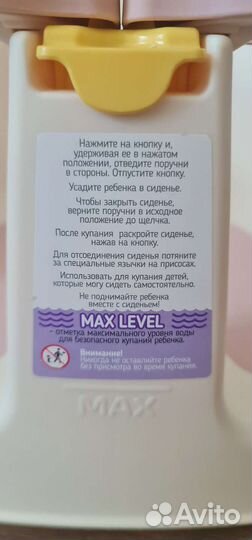 Нажмите на кнопку и,
удерживая ее в нажатом
положении, отведите поручни
в стороны. Отпустите кнопку.
Усадите ребенка в сиденье.
Чтобы закрыть сиденье,
верните поручни в исходное
положение до щелчка.
После купания раскройте сиденье,
нажав на кнопку.
Для отсоединения сиденья потяните
за специальные язычки на присосах.
Использовать для купания детей,
которые могу сидеть самостоятельно.
Не поднимайте ребенка
вместе с сиденьем!
MAX LEVEL
- отметка максимального уровня воды
для безопасного купания ребенка.
Внимание!
Никогда не оставляйте ребенка
без присмотра во время купания.
MAX
Avito